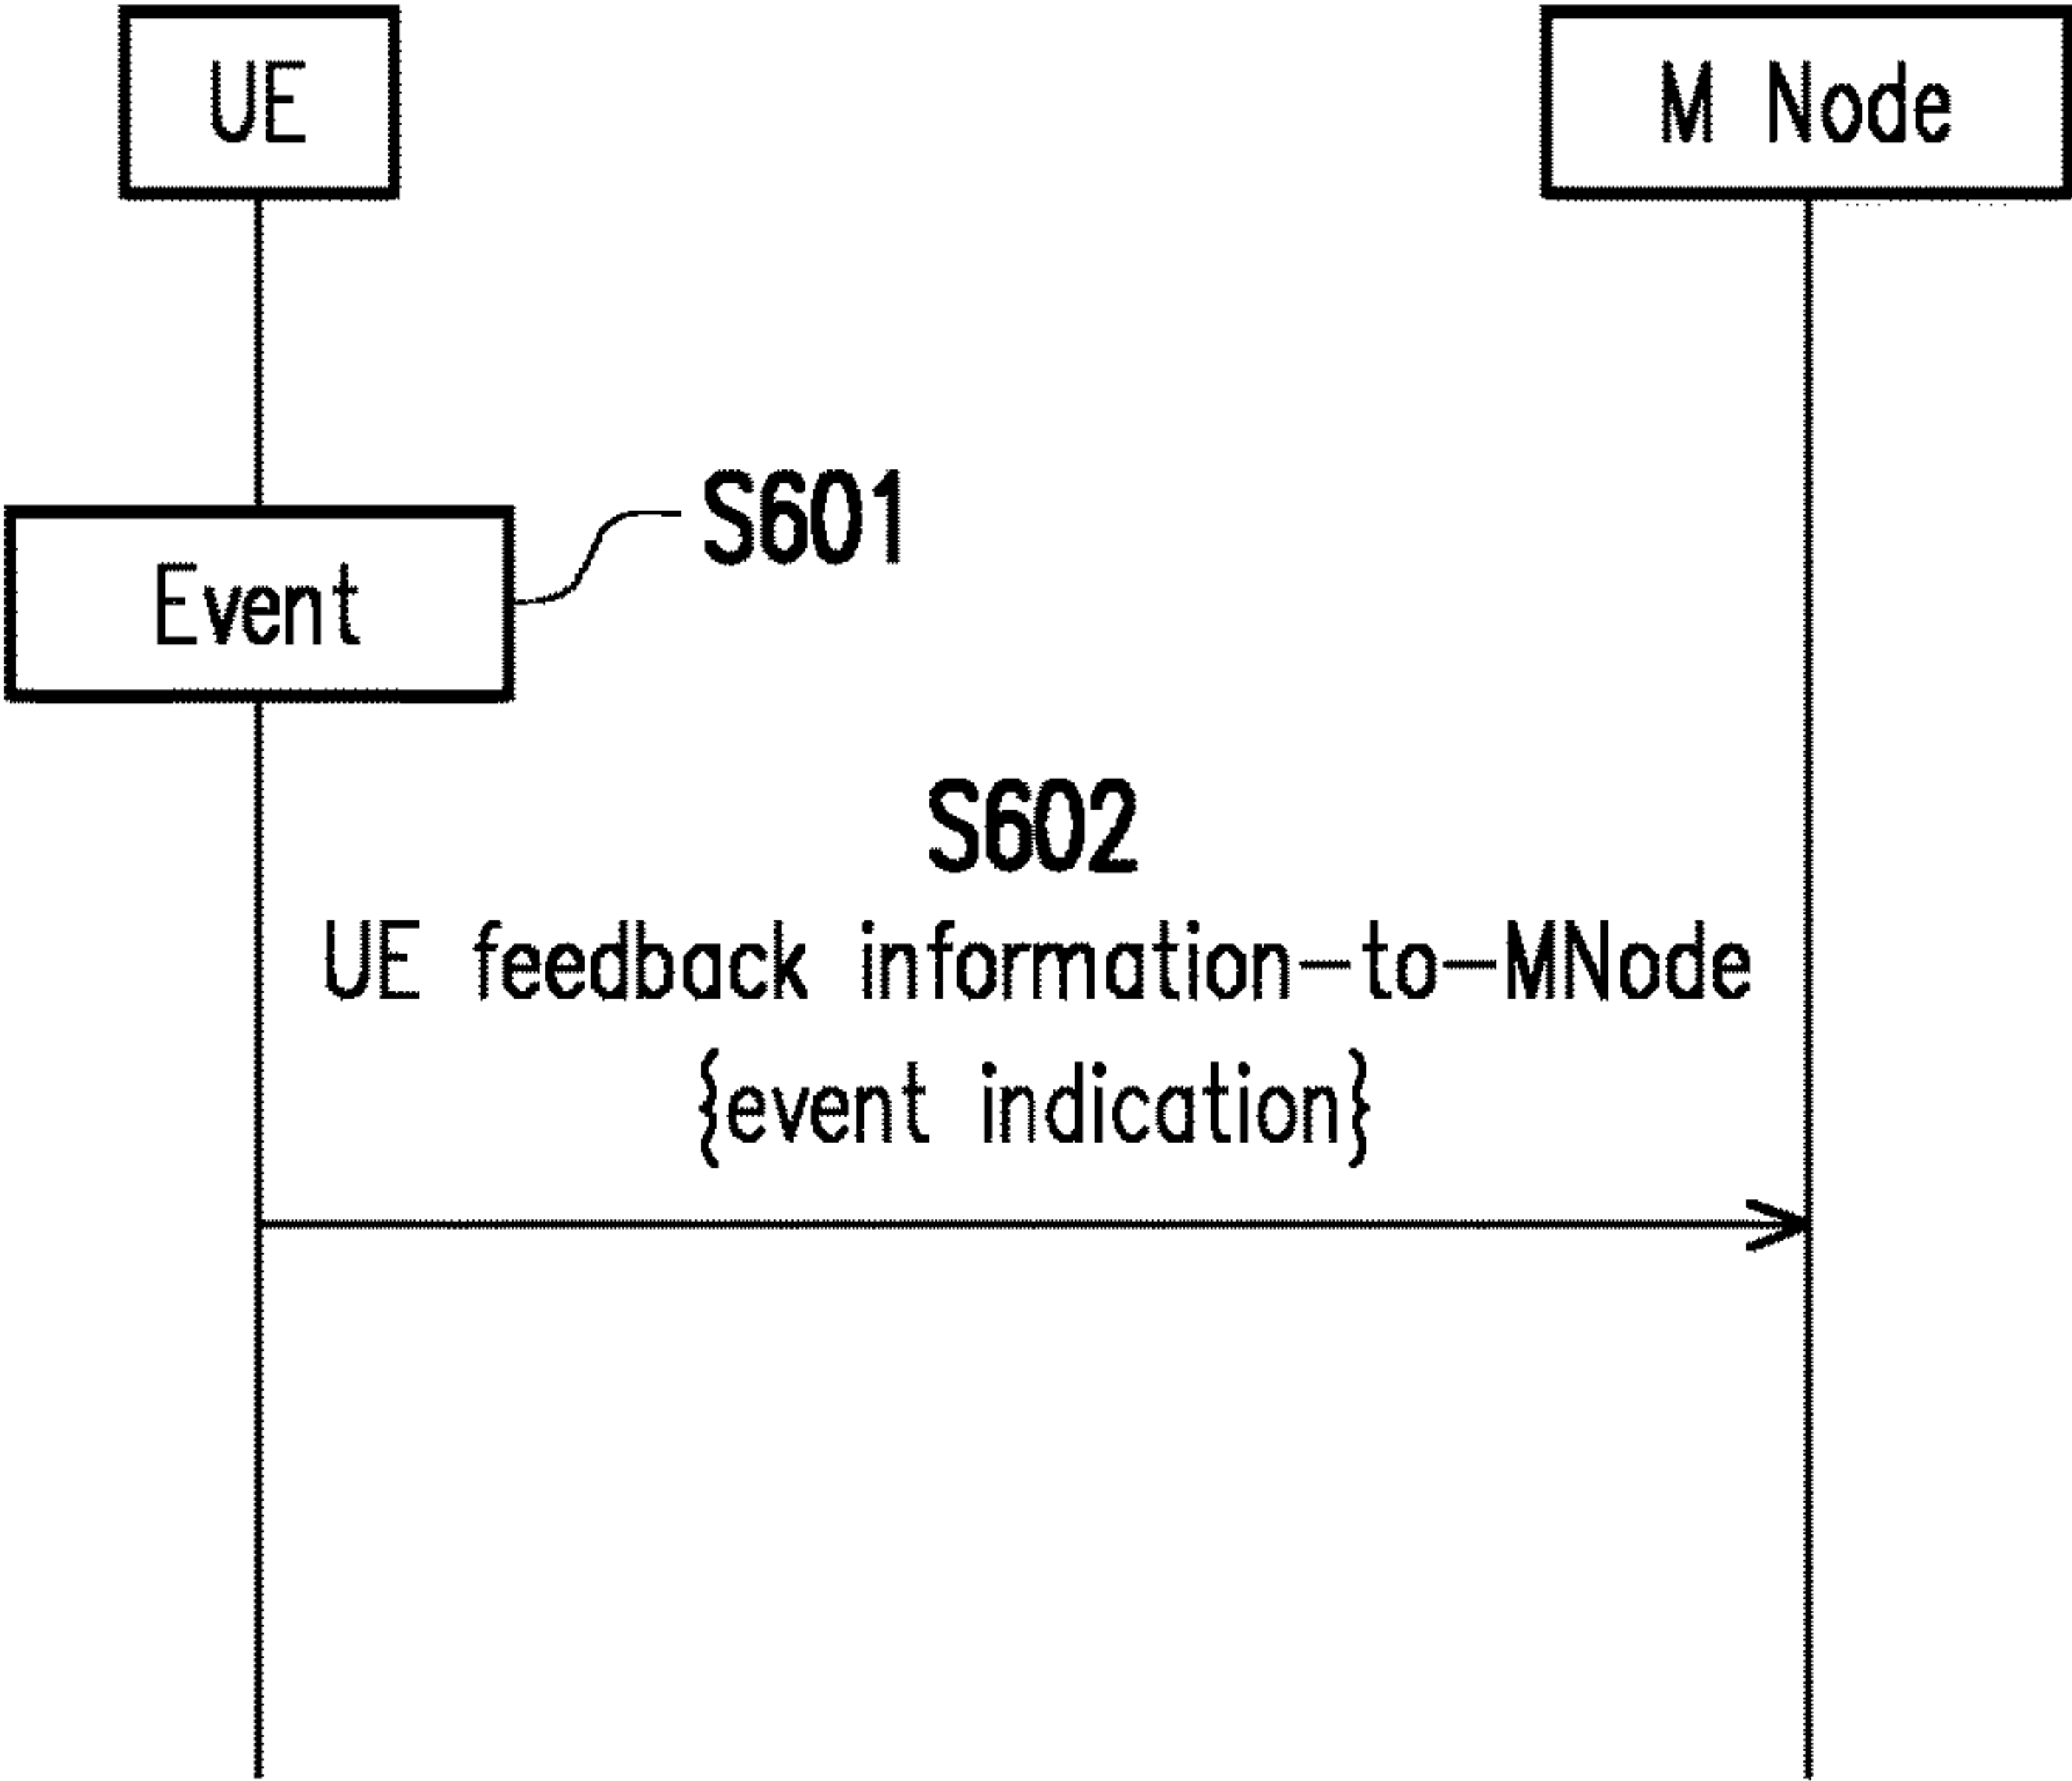 UE
M Node
Event
S601
S602
UE feedback information-to-MNode
{event indication}